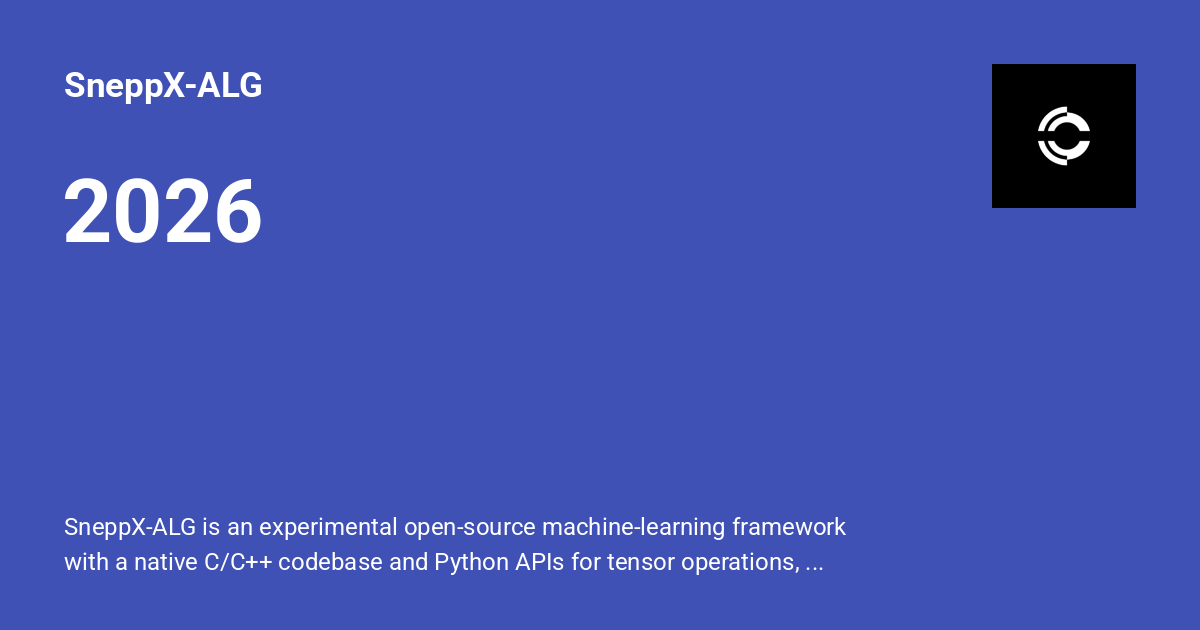 SneppX-ALG
2026
SneppX-ALG is an experimental open-source machine-learning framework
with a native C/C++ codebase and Python APIs for tensor operations, ...